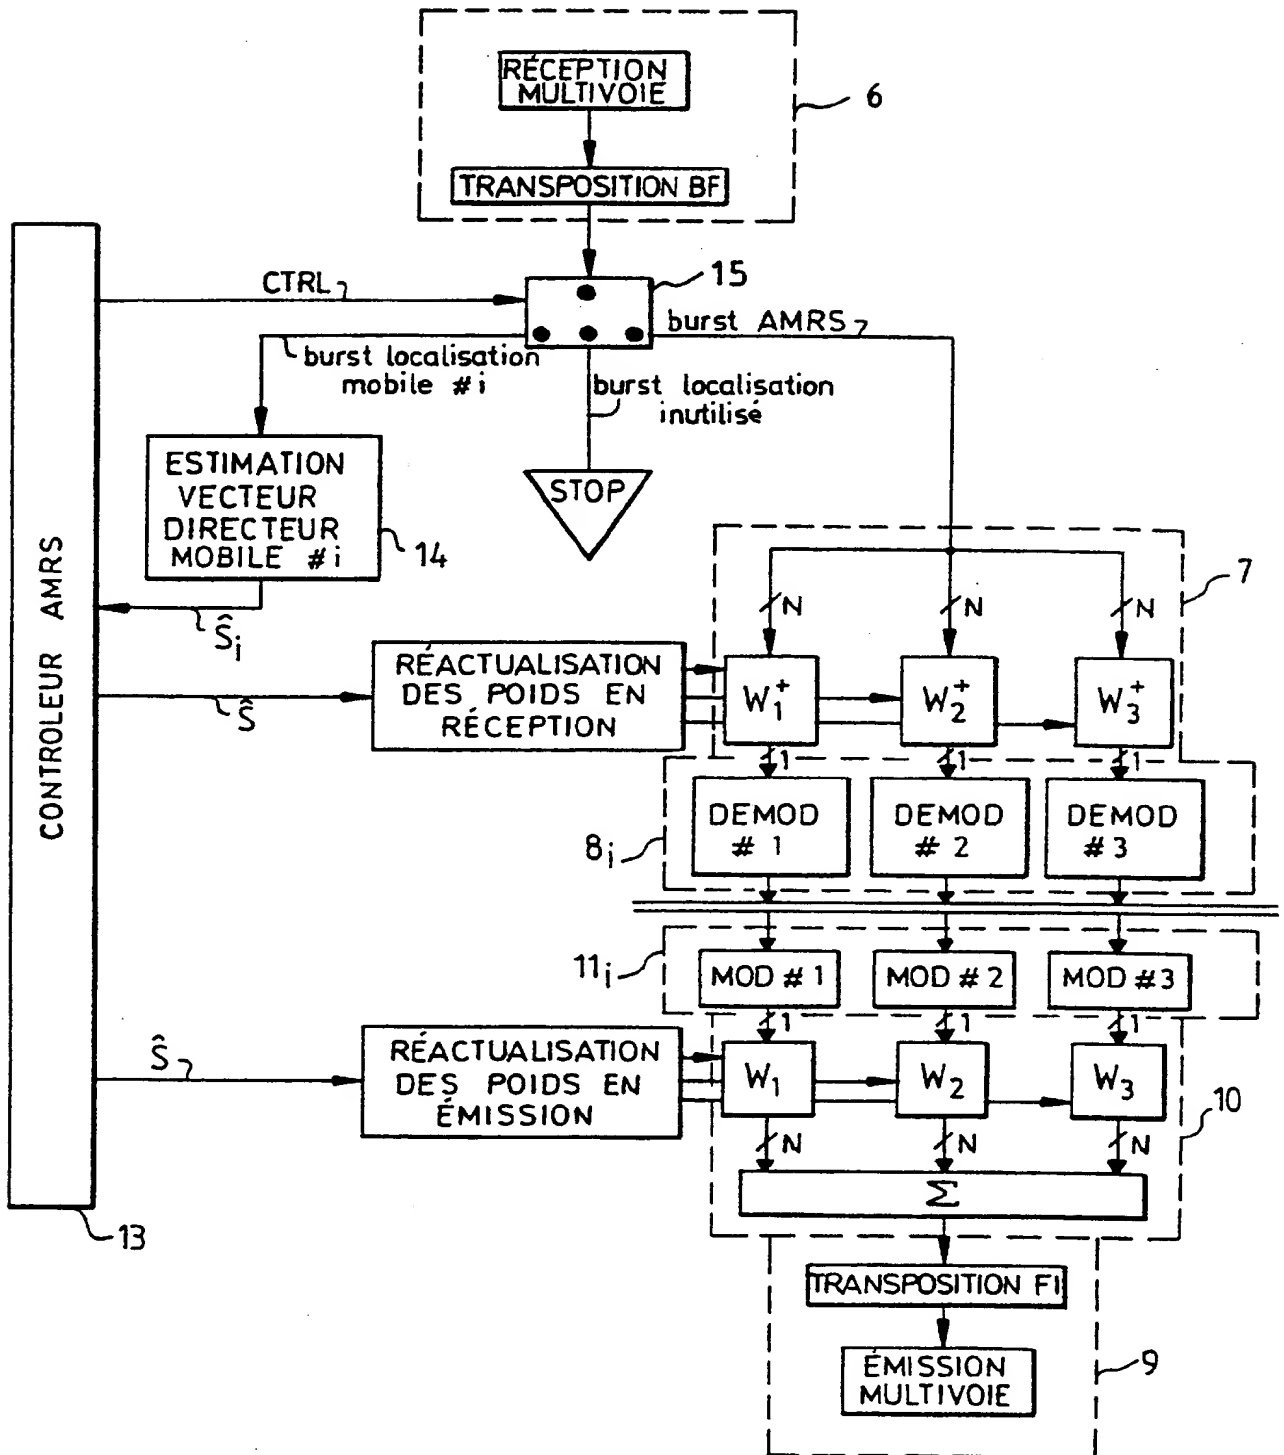 RÉCEPTION
MULTIVOIE
6
TRANSPOSITION BF
15
CTRL
burst AMRS
burst localisation
mobile #i
burst localisation
inutilisé
ESTIMATION
VECTEUR
DIRECTEUR
MOBILE #i
14
STOP
CONTROLEUR AMRS
7
N
N
N
Ŝi
RÉACTUALISATION
DES POIDS EN
RÉCEPTION
Ŝ
W1+
W2+
W3+
1
1
1
DEMOD
#1
DEMOD
#2
DEMOD
#3
8i
11i
MOD #1
MOD #2
MOD #3
1
1
1
Ŝ
RÉACTUALISATION
DES POIDS EN
ÉMISSION
W1
W2
W3
10
N
N
N
Σ
13
TRANSPOSITION FI
ÉMISSION
MULTIVOIE
9